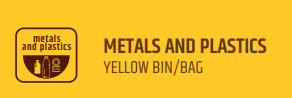 metals
and plastics
METALS AND PLASTICS
YELLOW BIN/BAG